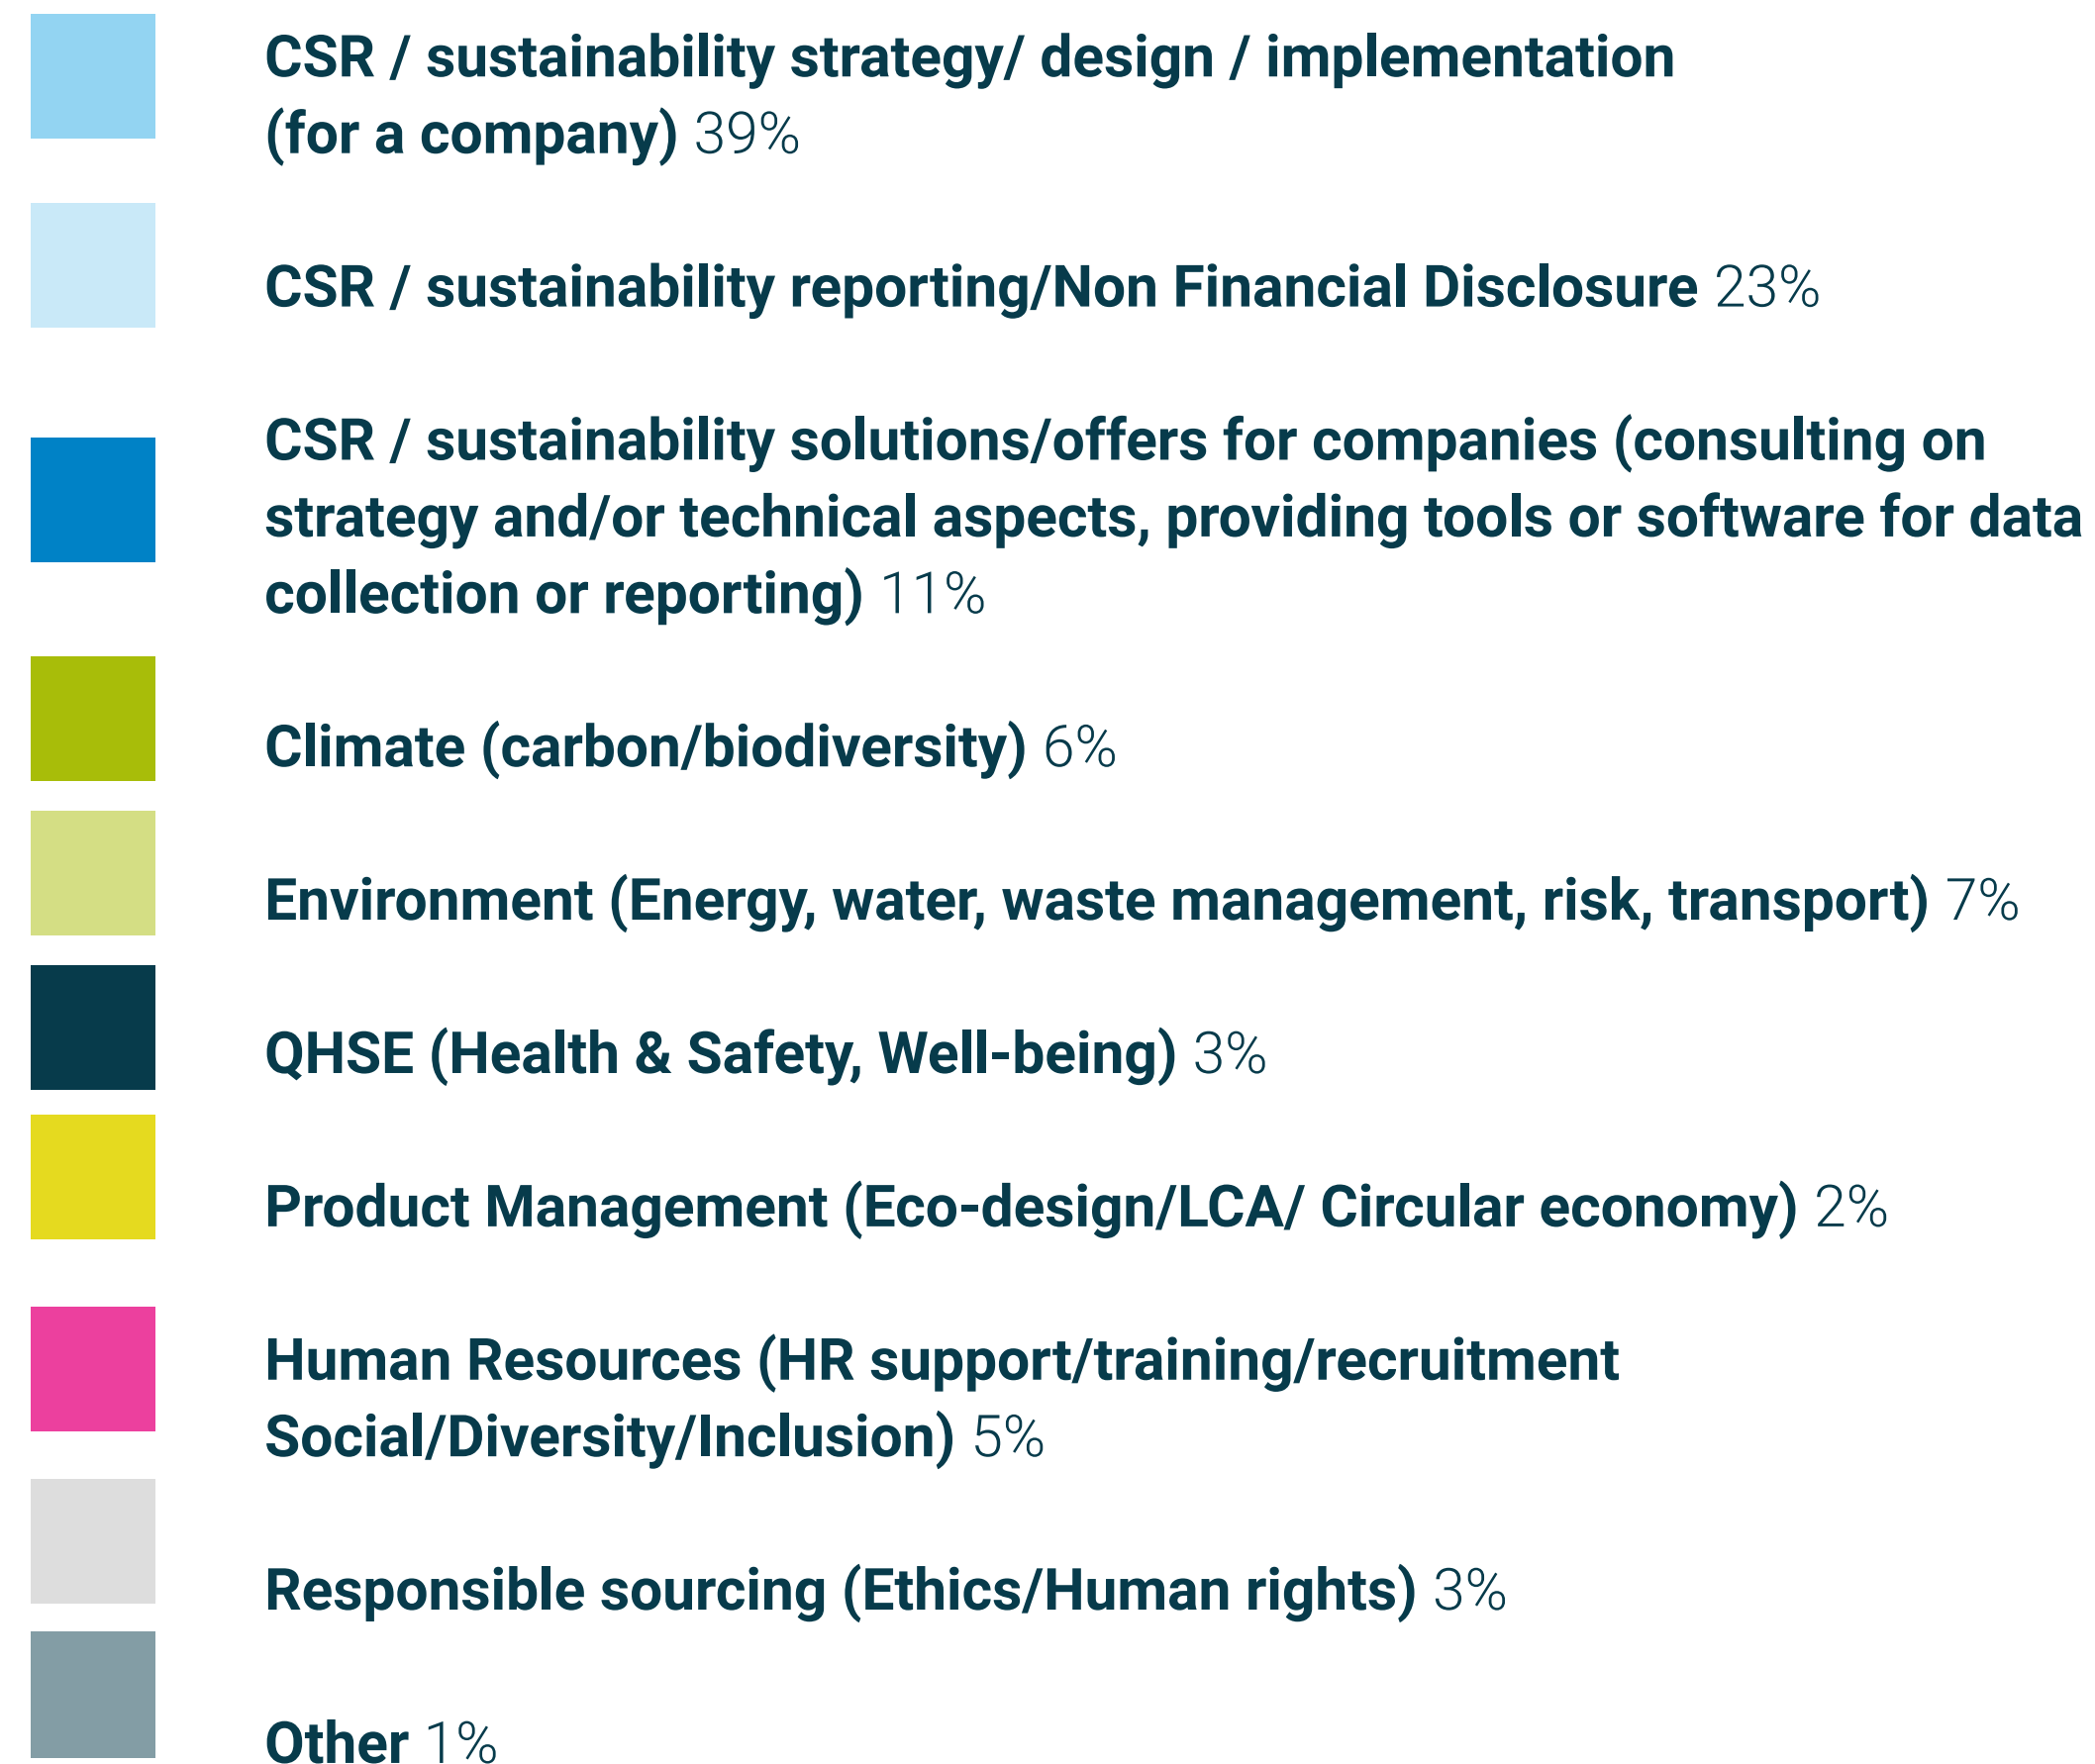 CSR / sustainability strategy/ design / implementation
(for a company) 39%
CSR / sustainability reporting/Non Financial Disclosure 23%
CSR / sustainability solutions/offers for companies (consulting on
strategy and/or technical aspects, providing tools or software for data
collection or reporting) 11%
Climate (carbon/biodiversity) 6%
Environment (Energy, water, waste management, risk, transport) 7%
QHSE (Health & Safety, Well-being) 3%
Product Management (Eco-design/LCA/ Circular economy) 2%
Human Resources (HR support/training/recruitment
Social/Diversity/Inclusion) 5%
Responsible sourcing (Ethics/Human rights) 3%
Other 1%